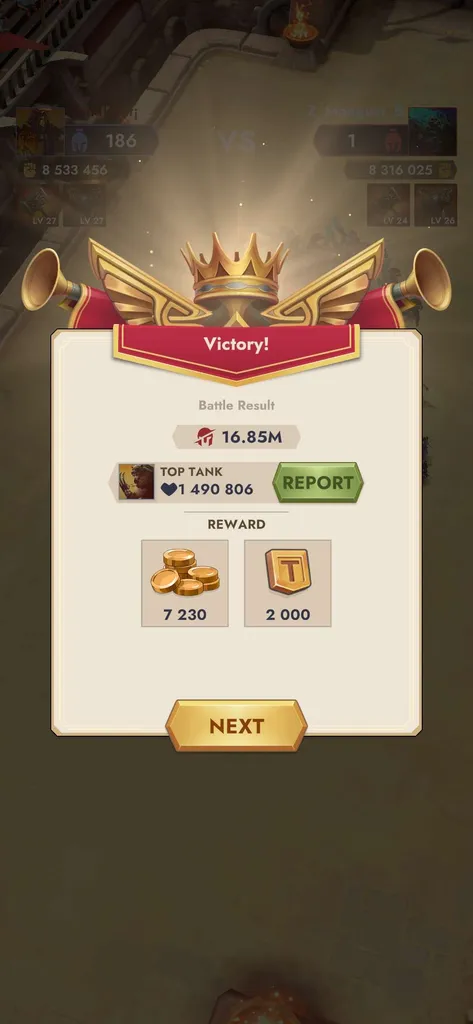 186
VS
1
8 533 456
8 316 025
LV 27
LV 27
LV 24
LV 26
Victory!
Battle Result
16.85M
TOP TANK
1 490 806
REPORT
REWARD
T
7 230
2 000
NEXT